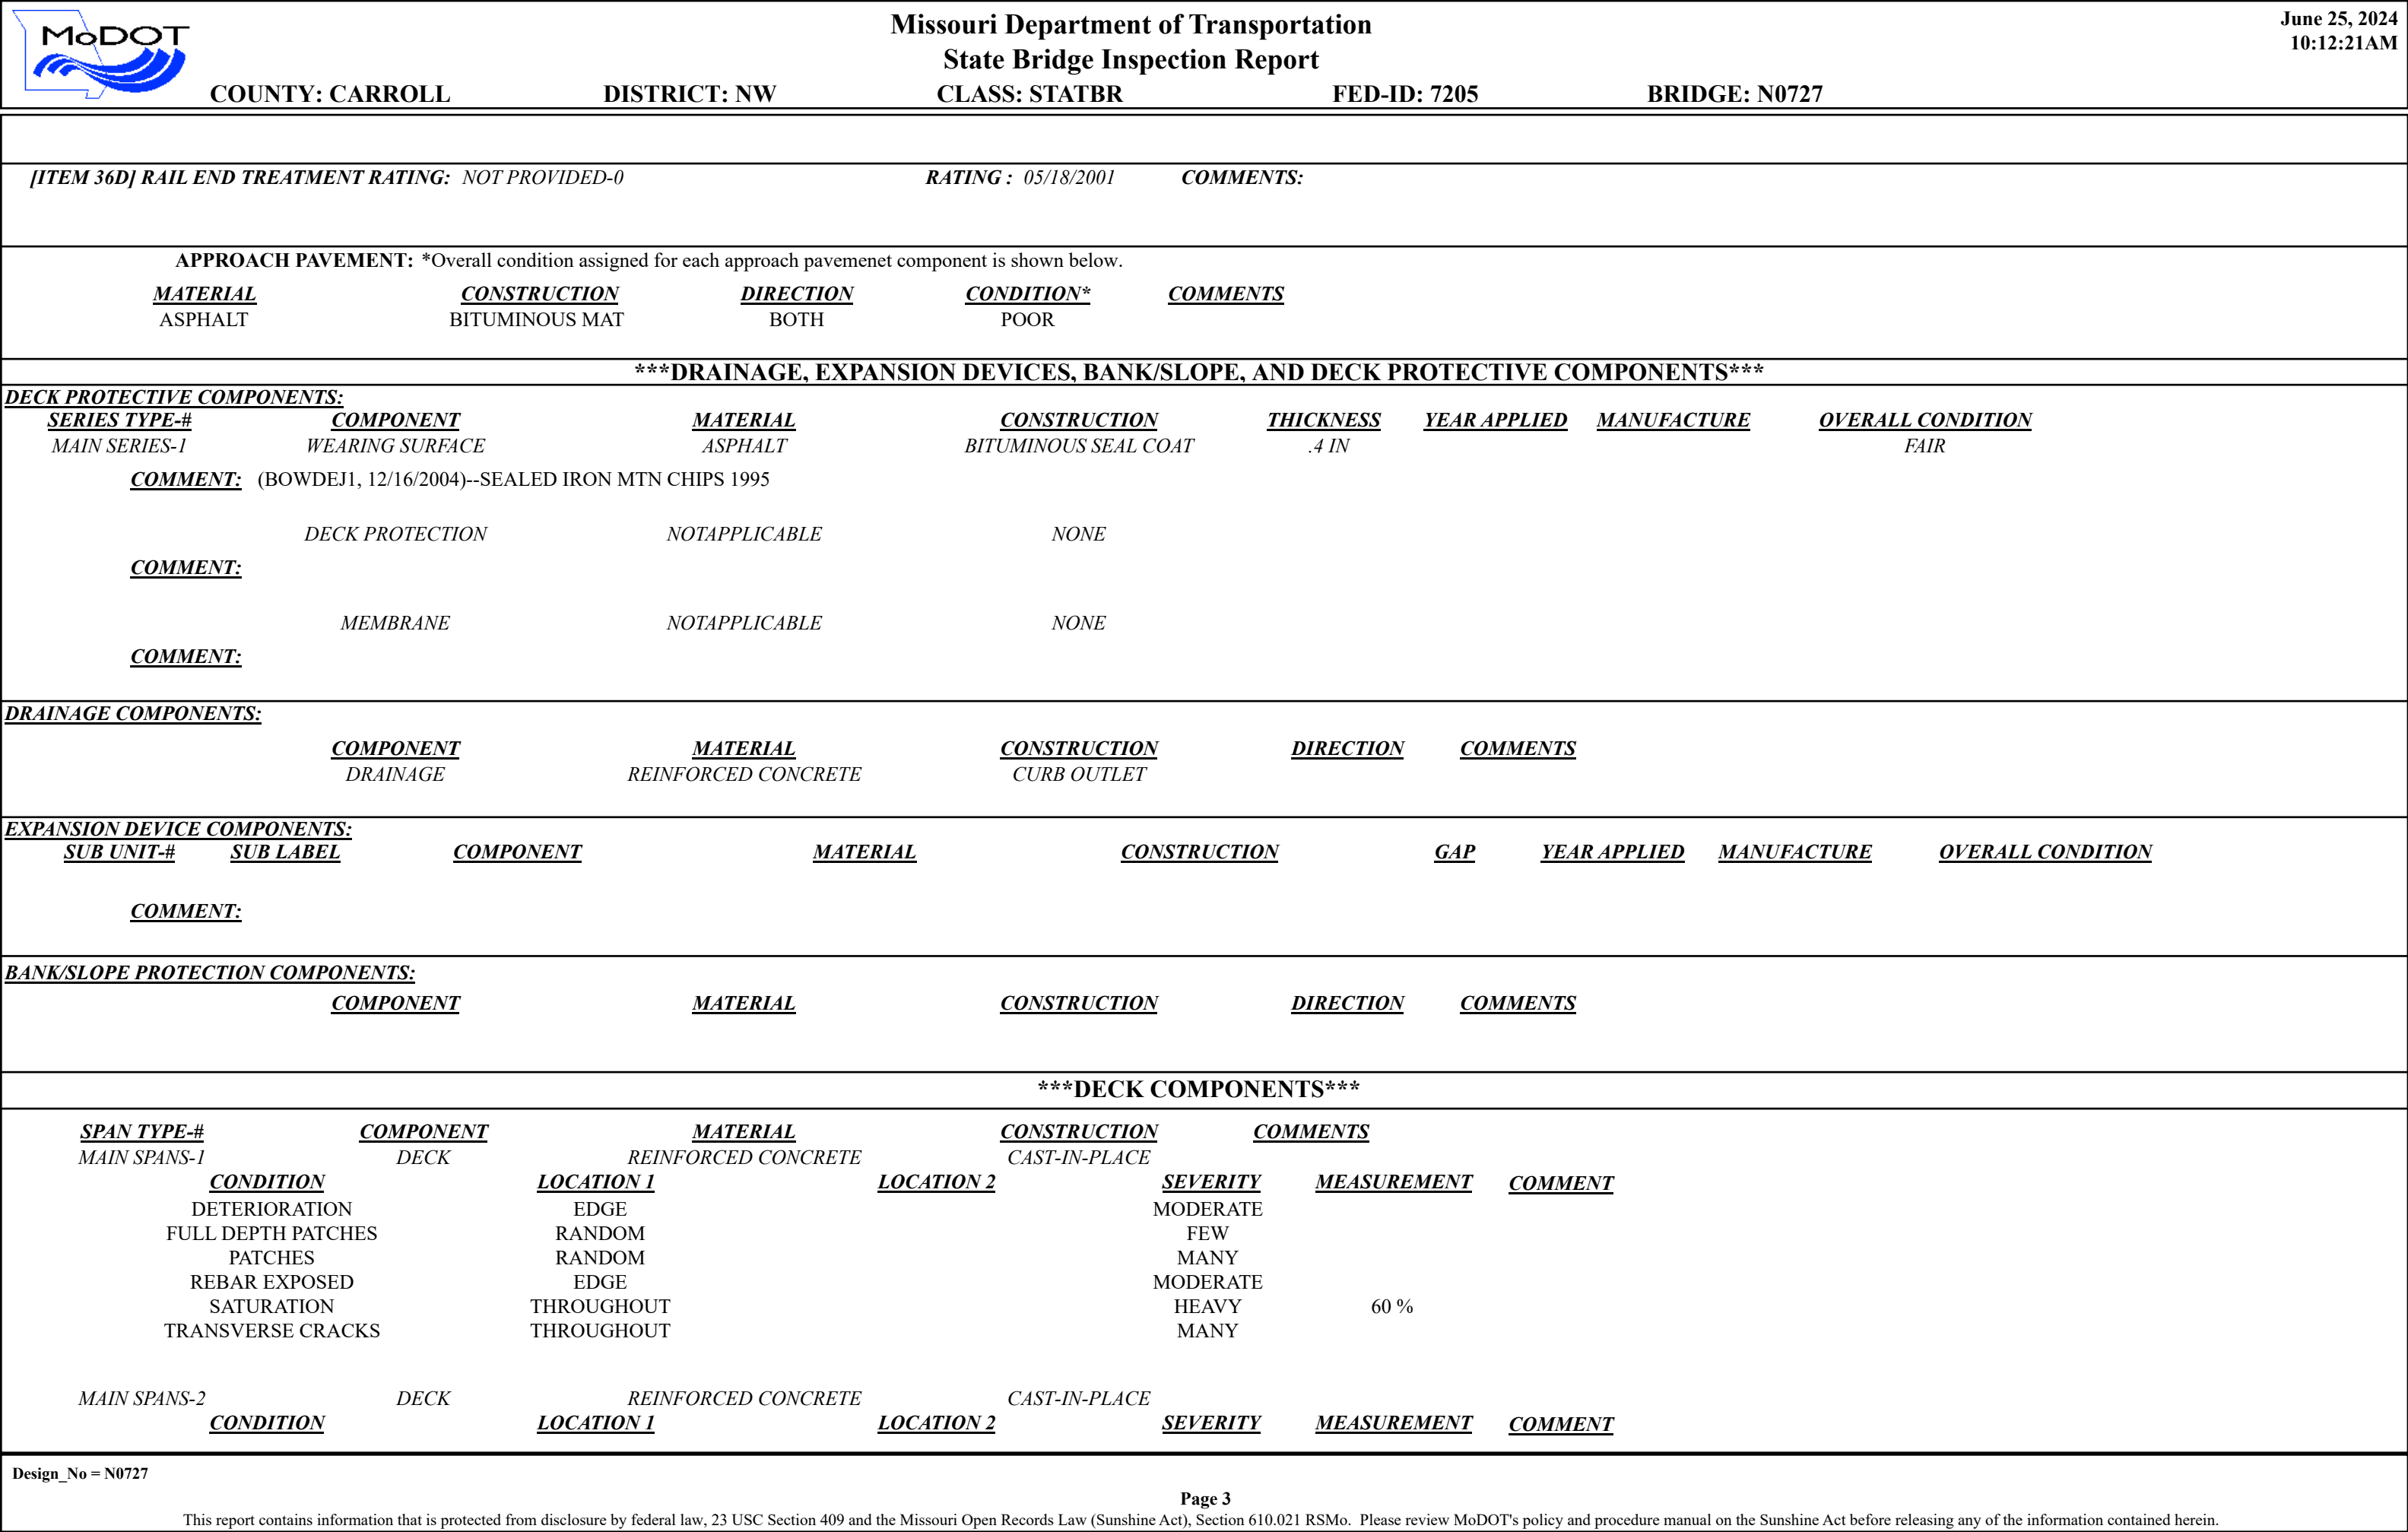 MoDOT
Missouri Department of Transportation
State Bridge Inspection Report
June 25, 2024
10:12:21AM
COUNTY: CARROLL DISTRICT: NW CLASS: STATBR FED-ID: 7205 BRIDGE: N0727
[ITEM 36D] RAIL END TREATMENT RATING: NOT PROVIDED-0 RATING : 05/18/2001 COMMENTS:
APPROACH PAVEMENT: *Overall condition assigned for each approach pavemenet component is shown below.
MATERIAL CONSTRUCTION DIRECTION CONDITION* COMMENTS
ASPHALT BITUMINOUS MAT BOTH POOR
***DRAINAGE, EXPANSION DEVICES, BANK/SLOPE, AND DECK PROTECTIVE COMPONENTS***
DECK PROTECTIVE COMPONENTS:
SERIES TYPE-# COMPONENT MATERIAL CONSTRUCTION THICKNESS YEAR APPLIED MANUFACTURE OVERALL CONDITION
MAIN SERIES-1 WEARING SURFACE ASPHALT BITUMINOUS SEAL COAT .4 IN FAIR
COMMENT: (BOWDEJ1, 12/16/2004)--SEALED IRON MTN CHIPS 1995
DECK PROTECTION NOTAPPLICABLE NONE
COMMENT:
MEMBRANE NOTAPPLICABLE NONE
COMMENT:
DRAINAGE COMPONENTS:
COMPONENT MATERIAL CONSTRUCTION DIRECTION COMMENTS
DRAINAGE REINFORCED CONCRETE CURB OUTLET
EXPANSION DEVICE COMPONENTS:
SUB UNIT-# SUB LABEL COMPONENT MATERIAL CONSTRUCTION GAP YEAR APPLIED MANUFACTURE OVERALL CONDITION
COMMENT:
BANK/SLOPE PROTECTION COMPONENTS:
COMPONENT MATERIAL CONSTRUCTION DIRECTION COMMENTS
***DECK COMPONENTS***
SPAN TYPE-# COMPONENT MATERIAL CONSTRUCTION COMMENTS
MAIN SPANS-1 DECK REINFORCED CONCRETE CAST-IN-PLACE
CONDITION LOCATION 1 LOCATION 2 SEVERITY MEASUREMENT COMMENT
DETERIORATION EDGE MODERATE
FULL DEPTH PATCHES RANDOM FEW
PATCHES RANDOM MANY
REBAR EXPOSED EDGE MODERATE
SATURATION THROUGHOUT HEAVY 60 %
TRANSVERSE CRACKS THROUGHOUT MANY
MAIN SPANS-2 DECK REINFORCED CONCRETE CAST-IN-PLACE
CONDITION LOCATION 1 LOCATION 2 SEVERITY MEASUREMENT COMMENT
Design_No = N0727
Page 3
This report contains information that is protected from disclosure by federal law, 23 USC Section 409 and the Missouri Open Records Law (Sunshine Act), Section 610.021 RSMo. Please review MoDOT's policy and procedure manual on the Sunshine Act before releasing any of the information contained herein.